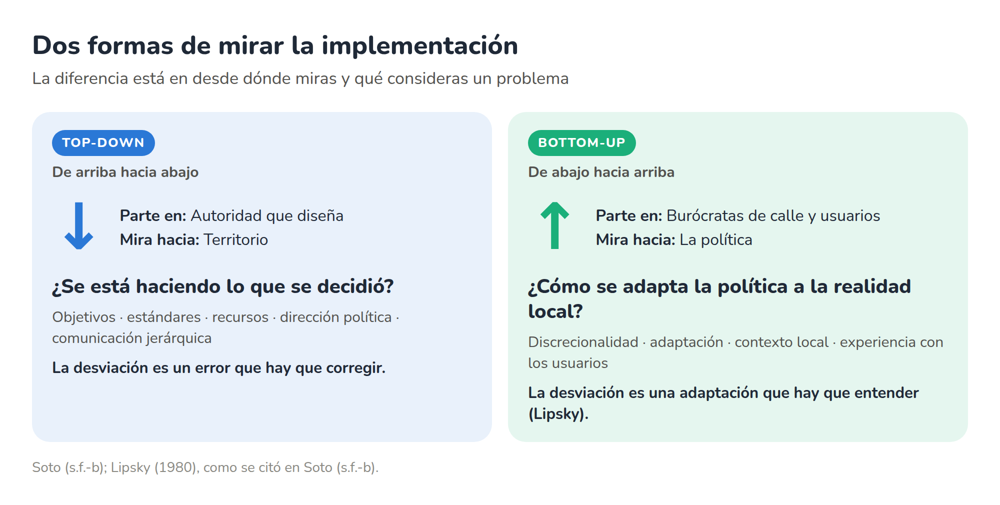 Dos formas de mirar la implementación
La diferencia está en desde dónde miras y qué consideras un problema
TOP-DOWN
De arriba hacia abajo
Parte en: Autoridad que diseña
Mira hacia: Territorio
¿Se está haciendo lo que se decidió?
Objetivos · estándares · recursos · dirección política ·
comunicación jerárquica
La desviación es un error que hay que corregir.
BOTTOM-UP
De abajo hacia arriba
Parte en: Burócratas de calle y usuarios
Mira hacia: La política
¿Cómo se adapta la política a la realidad
local?
Discrecionalidad · adaptación · contexto local · experiencia con
los usuarios
La desviación es una adaptación que hay que entender
(Lipsky).
Soto (s.f.-b); Lipsky (1980), como se citó en Soto (s.f.-b).